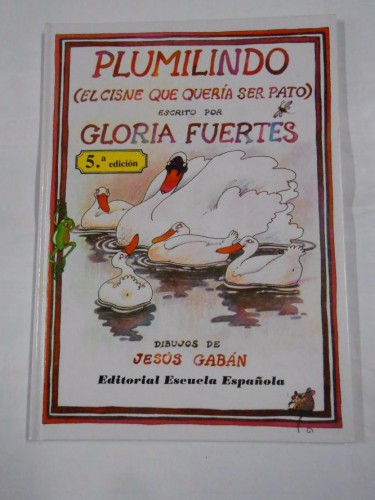 PLUMILINDO
(EL CISNE QUE QUERÍA SER PATO)
ESCRITO POR
GLORIA FUERTES
5.ª edición
DIBUJOS DE
JESÚS GABÁN
Editorial Escuela Española